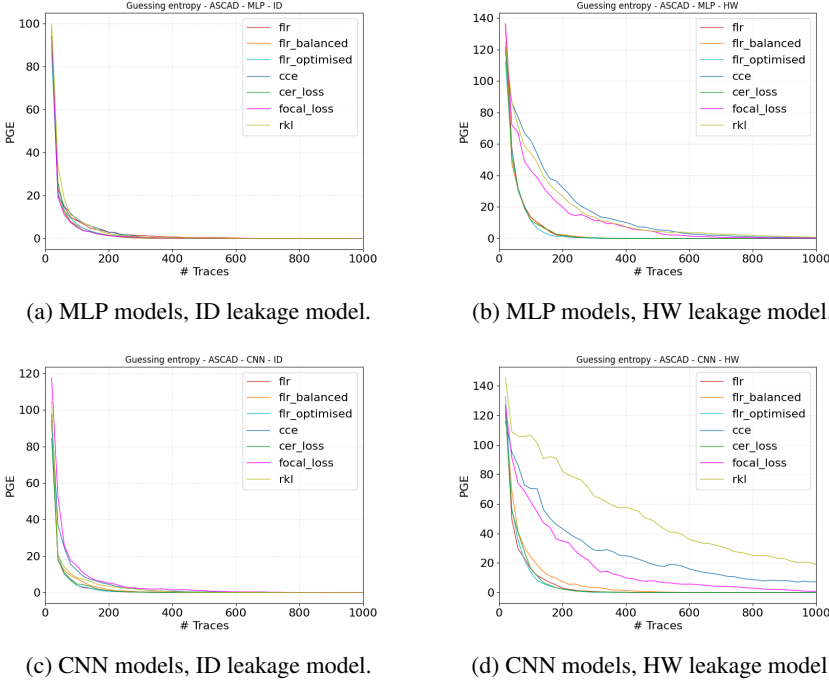 Guessing entropy - ASCAD - MLP - ID
PGE
100
80
60
40
20
0
flr
flr_balanced
flr_optimised
cce
cer_loss
focal_loss
rkl
0 200 400 600 800 1000
# Traces
(a) MLP models, ID leakage model.
Guessing entropy - ASCAD - MLP - HW
PGE
140
120
100
80
60
40
20
0
flr
flr_balanced
flr_optimised
cce
cer_loss
focal_loss
rkl
0 200 400 600 800 1000
# Traces
(b) MLP models, HW leakage model.
Guessing entropy - ASCAD - CNN - ID
PGE
120
100
80
60
40
20
0
flr
flr_balanced
flr_optimised
cce
cer_loss
focal_loss
rkl
0 200 400 600 800 1000
# Traces
(c) CNN models, ID leakage model.
Guessing entropy - ASCAD - CNN - HW
PGE
140
120
100
80
60
40
20
0
flr
flr_balanced
flr_optimised
cce
cer_loss
focal_loss
rkl
0 200 400 600 800 1000
# Traces
(d) CNN models, HW leakage model